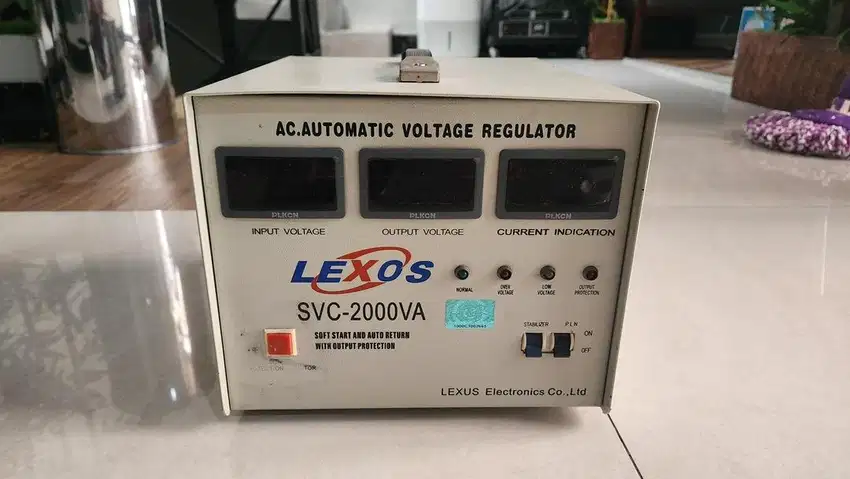 AC.AUTOMATIC VOLTAGE REGULATOR
PLKCN
PLKCN
PLKCN
INPUT VOLTAGE
OUTPUT VOLTAGE
CURRENT INDICATION
LEXOS
SVC-2000VA
NORMAL
OVER VOLTAGE
LOW VOLTAGE
OUTPUT PROTECTION
SOFT START AND AUTO RETURN
WITH OUTPUT PROTECTION
STABILIZER
P.L.N
ON
OFF
LEXUS Electronics Co.,Ltd